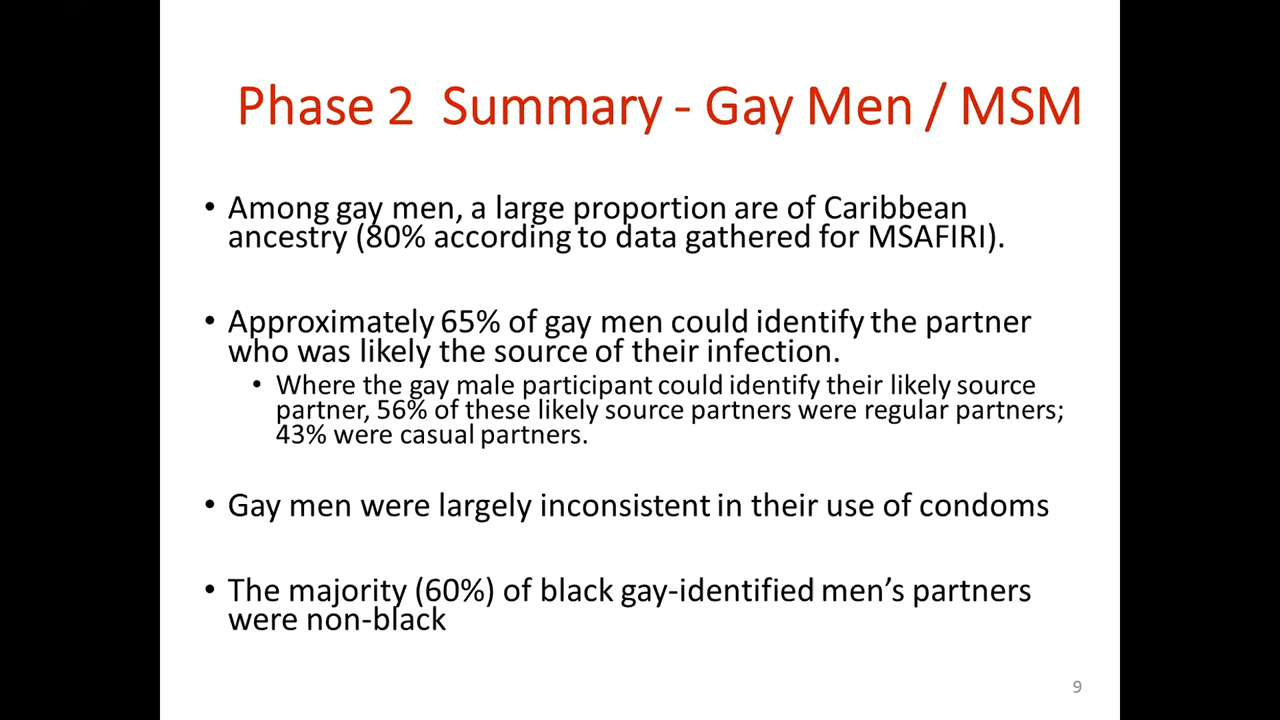 Phase 2  Summary - Gay Men / MSM
• Among gay men, a large proportion are of Caribbean
ancestry (80% according to data gathered for MSAFIRI).
• Approximately 65% of gay men could identify the partner
who was likely the source of their infection.
• Where the gay male participant could identify their likely source
partner, 56% of these likely source partners were regular partners;
43% were casual partners.
• Gay men were largely inconsistent in their use of condoms
• The majority (60%) of black gay-identified men’s partners
were non-black
9